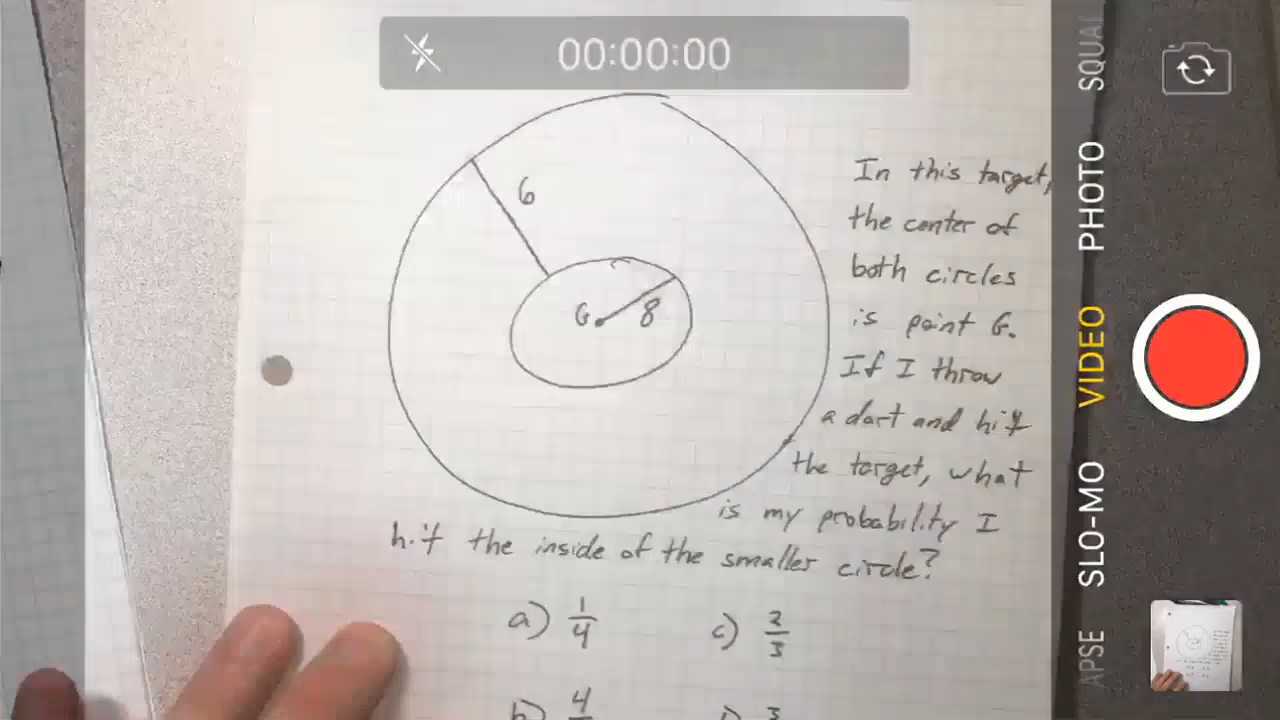 00:00:00
6
G
8
In this target,
the center of
both circles
is point G.
If I throw
a dart and hit
the target, what
is my probability I
hit the inside of the smaller circle?
a) 1/4
c) 2/3
b) 4
3
SQUA
PHOTO
VIDEO
SLO-MO
APSE